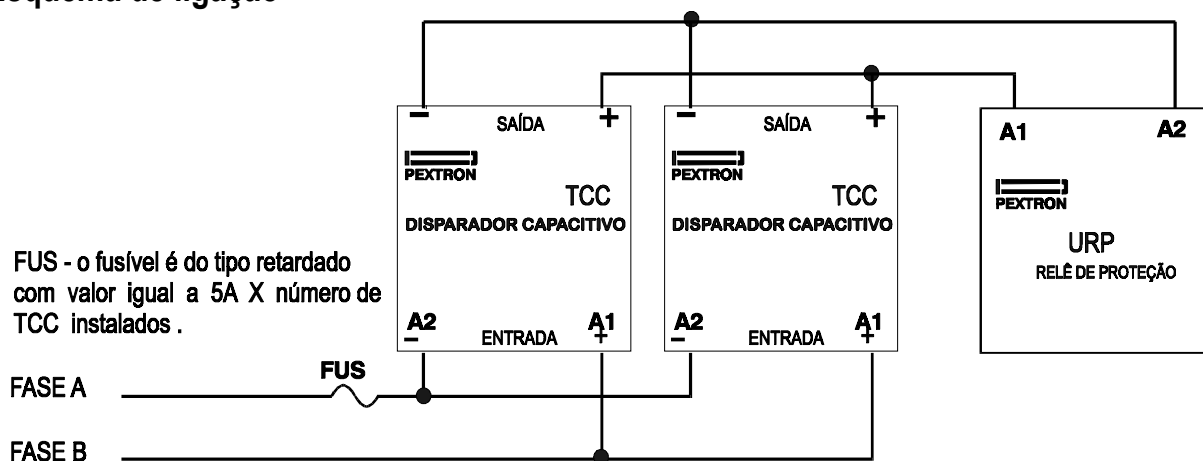 esquema de ligação
– SAÍDA +
PEXTRON
TCC
DISPARADOR CAPACITIVO
A2 – ENTRADA A1 +
– SAÍDA +
PEXTRON
TCC
DISPARADOR CAPACITIVO
A2 – ENTRADA A1 +
A1 A2
PEXTRON
URP
RELÊ DE PROTEÇÃO
FUS - o fusível é do tipo retardado
com valor igual a 5A X número de
TCC instalados .
FUS
FASE A
FASE B